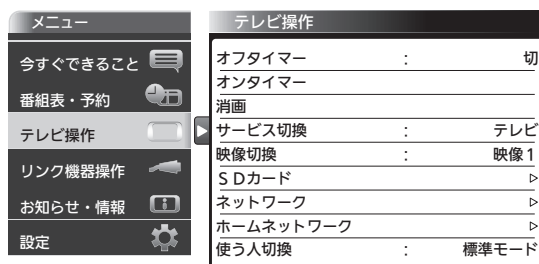 メニュー
今すぐできること
番組表・予約
テレビ操作
リンク機器操作
お知らせ・情報
設定
テレビ操作
オフタイマー : 切
オンタイマー
消画
サービス切換 : テレビ
映像切換 : 映像1
SDカード
ネットワーク
ホームネットワーク
使う人切換 : 標準モード